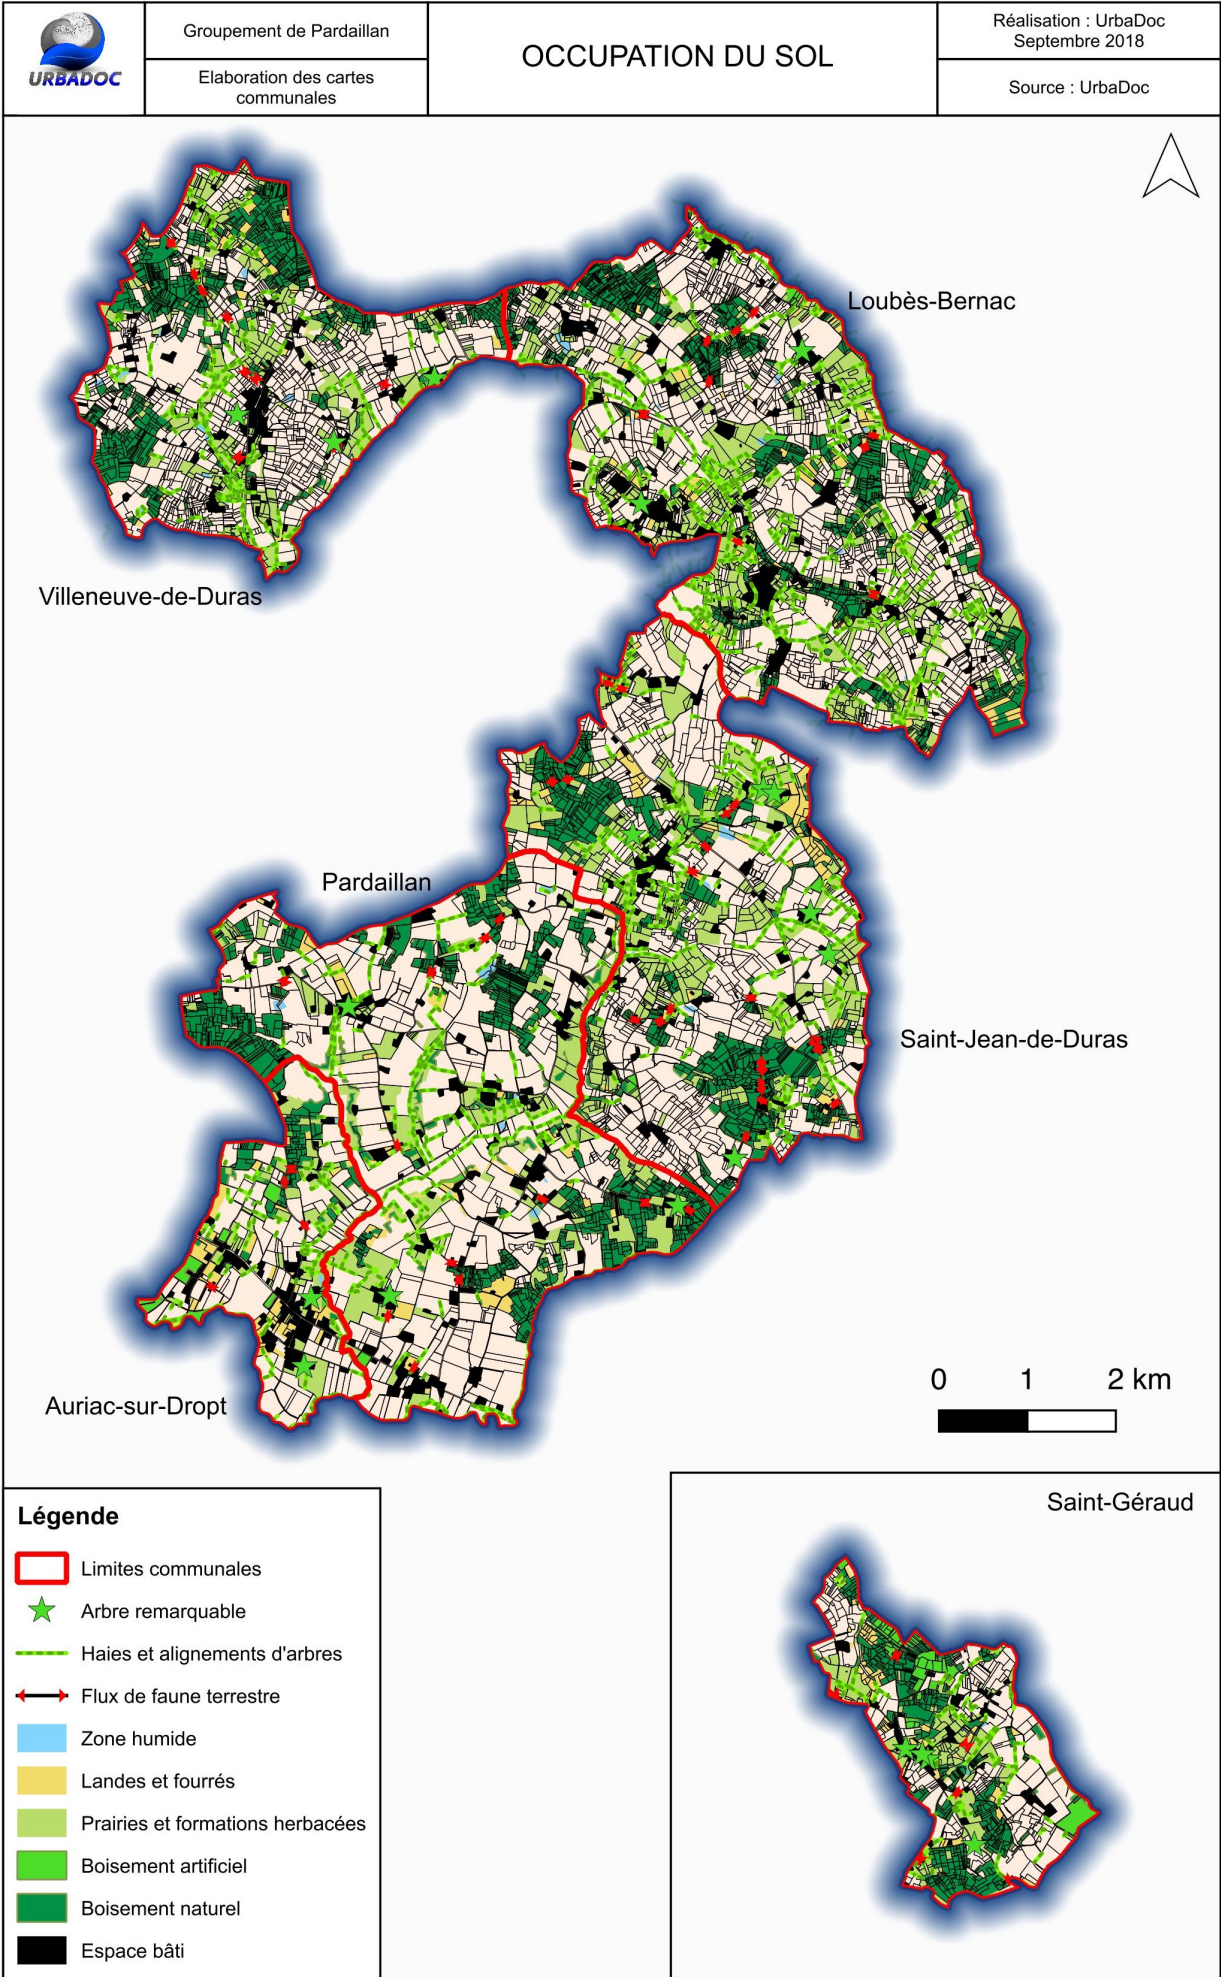 URBADOC
Groupement de Pardaillan
Elaboration des cartes
communales
OCCUPATION DU SOL
Réalisation : UrbaDoc
Septembre 2018
Source : UrbaDoc
Loubès-Bernac
Villeneuve-de-Duras
Pardaillan
Saint-Jean-de-Duras
Auriac-sur-Dropt
0 1 2 km
Saint-Géraud
Légende
Limites communales
Arbre remarquable
Haies et alignements d'arbres
Flux de faune terrestre
Zone humide
Landes et fourrés
Prairies et formations herbacées
Boisement artificiel
Boisement naturel
Espace bâti